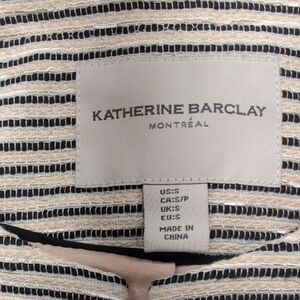 KATHERINE BARCLAY
MONTRÉAL
US:S
CA:S/P
UK:S
EU:S
MADE IN
CHINA